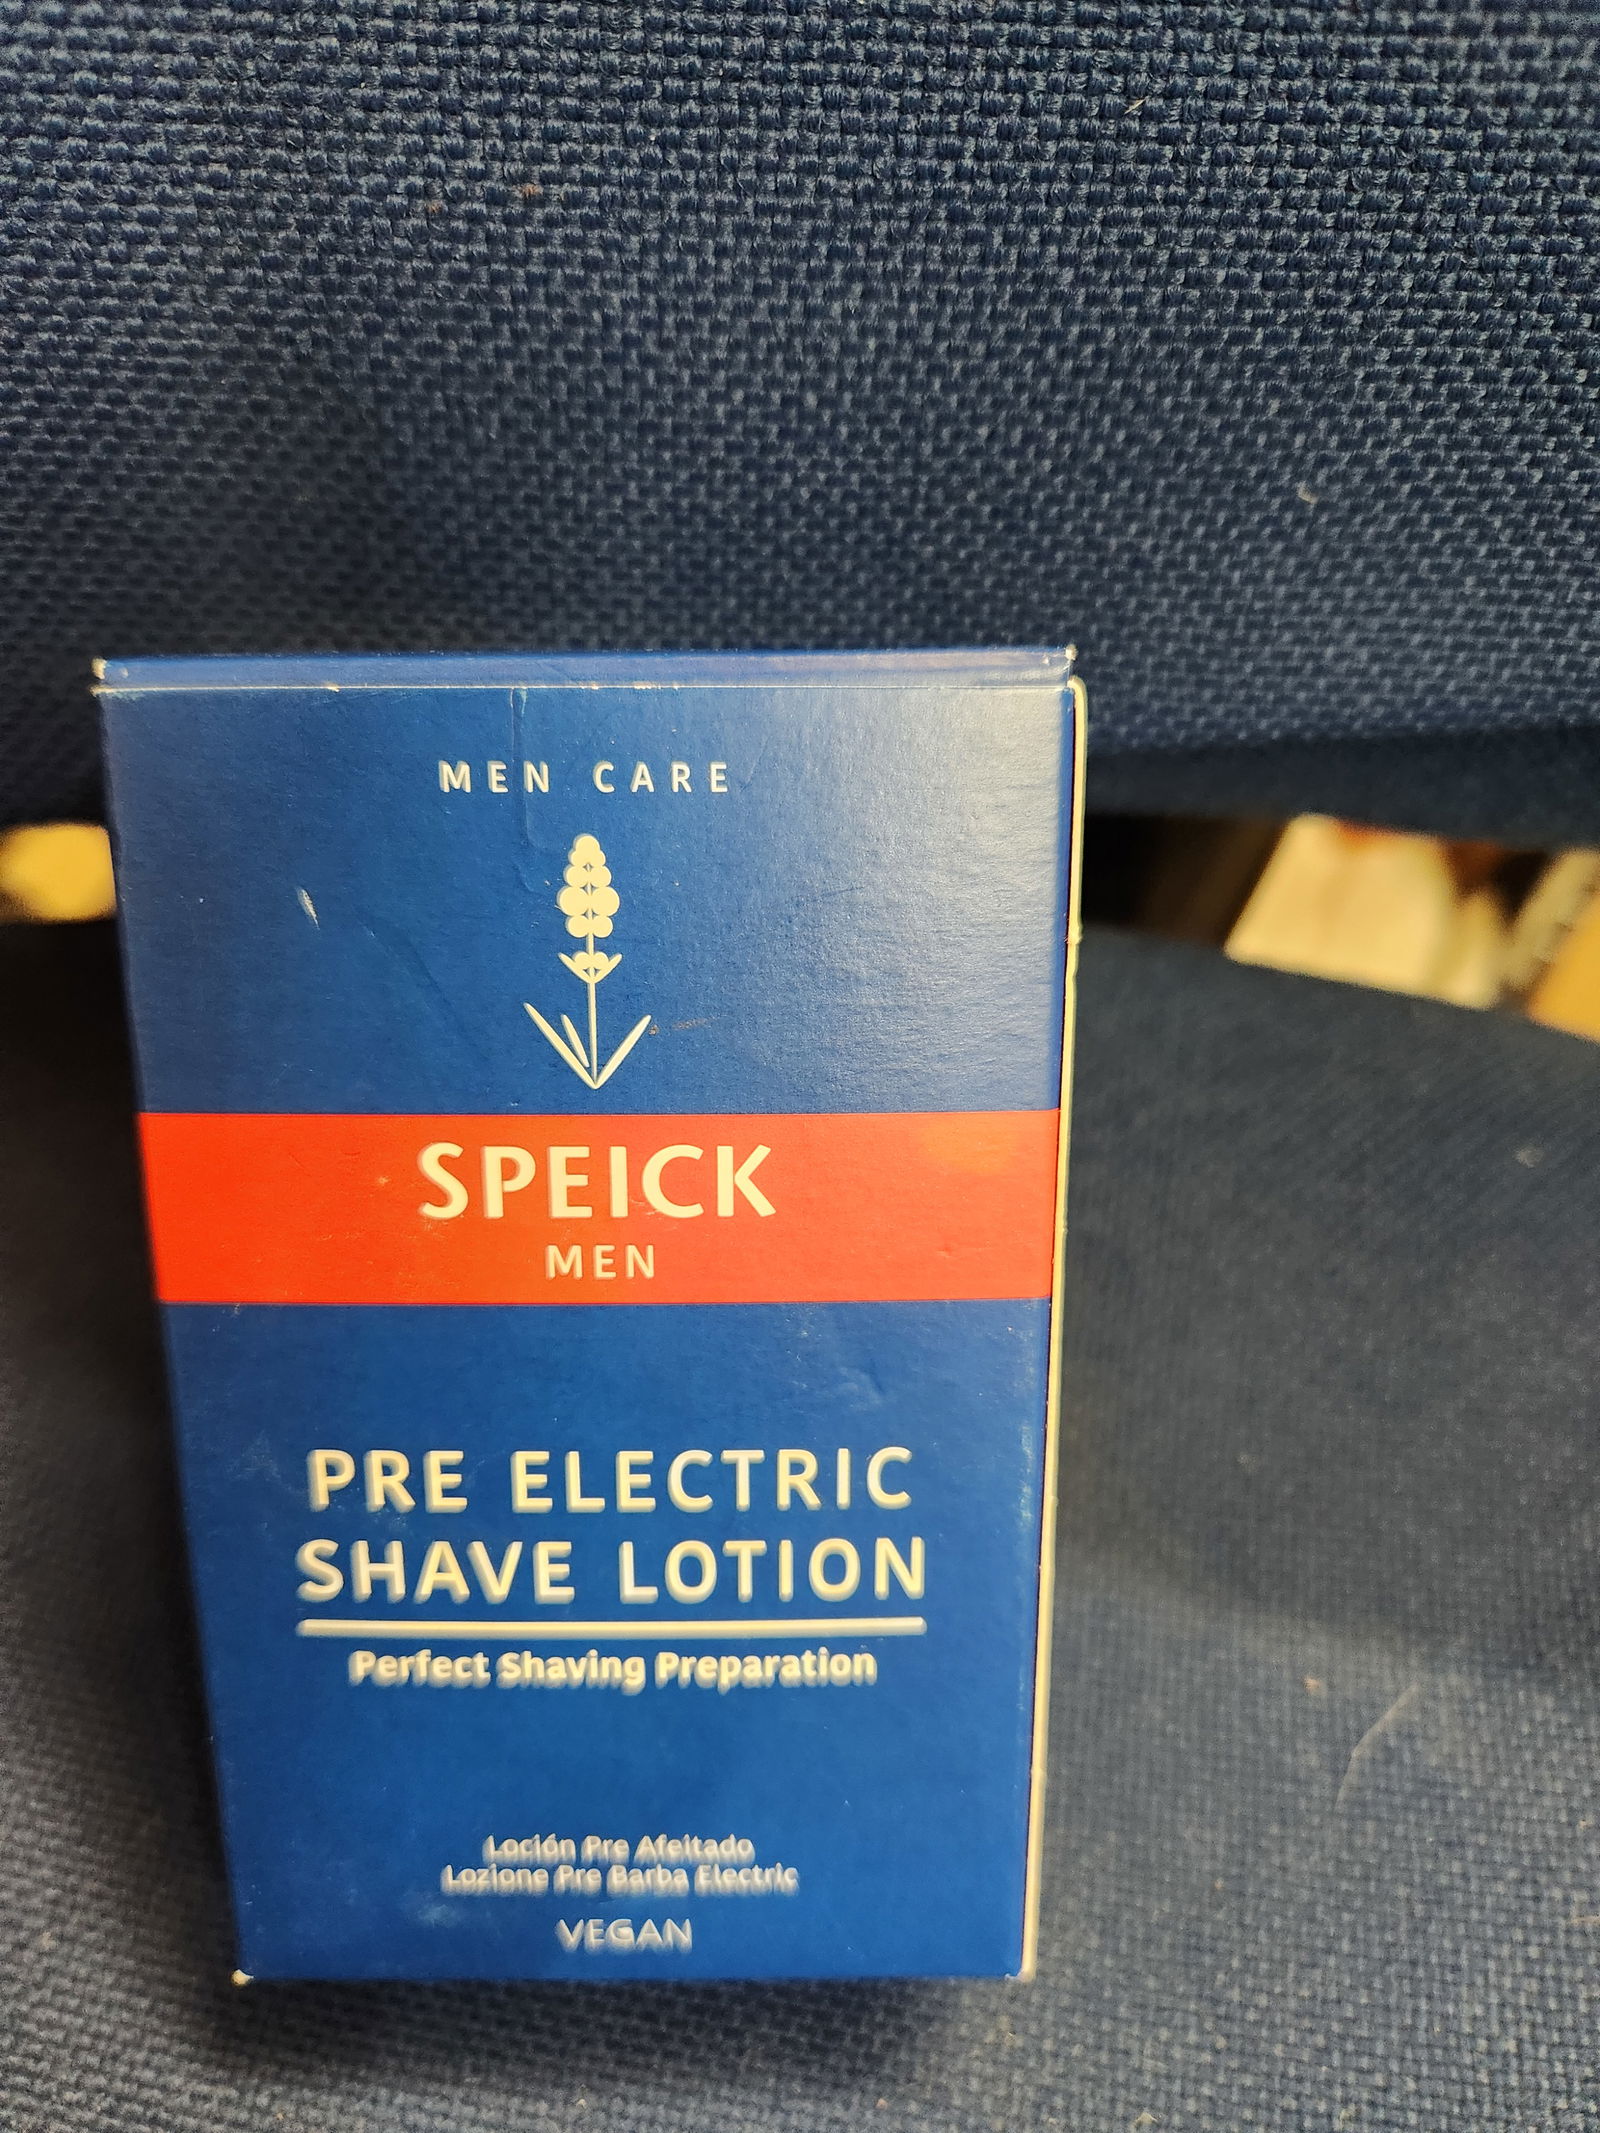 MEN CARE
SPEICK
MEN
PRE ELECTRIC
SHAVE LOTION
Perfect Shaving Preparation
Loción Pre Afeitado
Lozione Pre Barba Electric
VEGAN